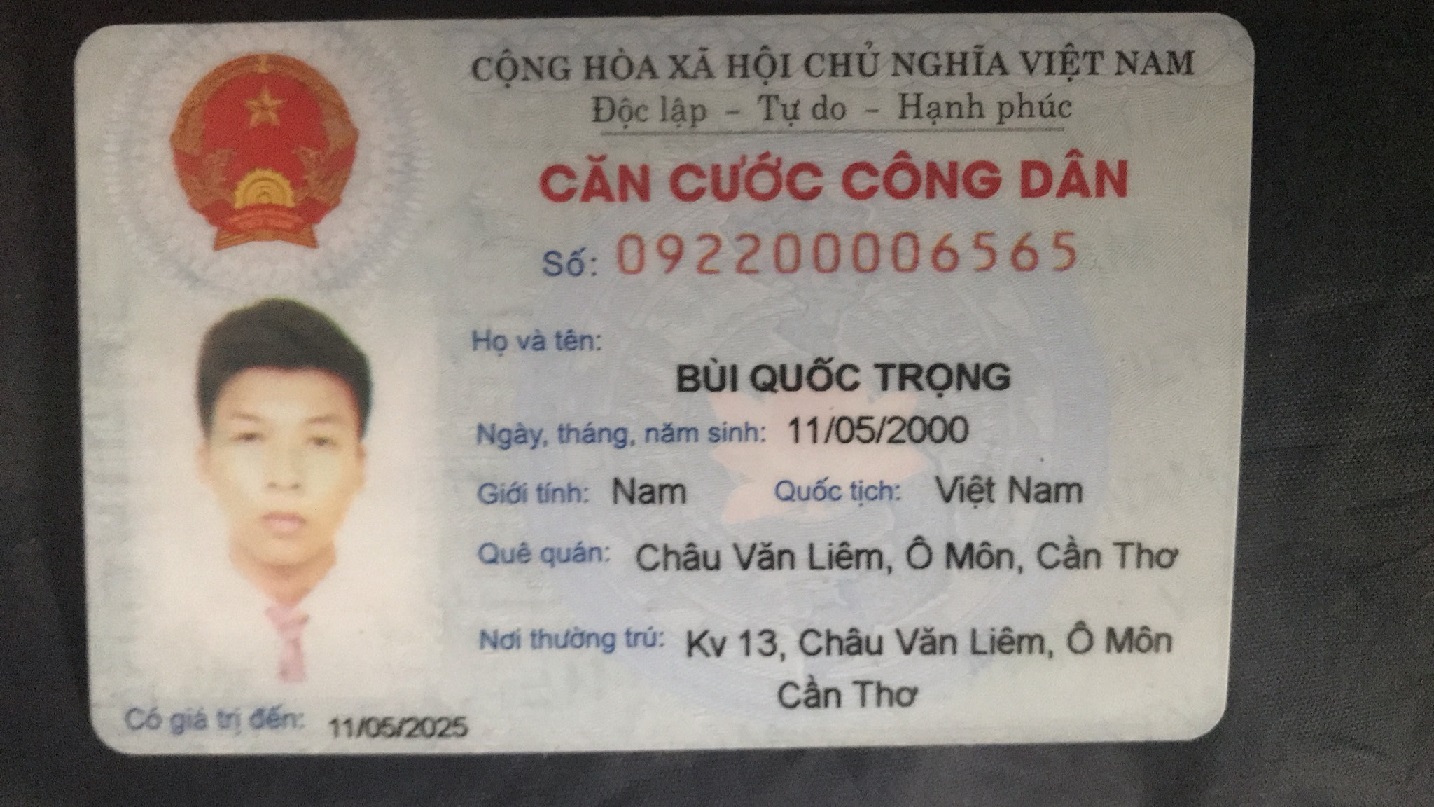 CỘNG HÒA XÃ HỘI CHỦ NGHĨA VIỆT NAM
Độc lập - Tự do - Hạnh phúc
CĂN CƯỚC CÔNG DÂN
Số: 092200006565
Họ và tên:
BÙI QUỐC TRỌNG
Ngày, tháng, năm sinh: 11/05/2000
Giới tính: Nam Quốc tịch: Việt Nam
Quê quán: Châu Văn Liêm, Ô Môn, Cần Thơ
Nơi thường trú: Kv 13, Châu Văn Liêm, Ô Môn
Cần Thơ
Có giá trị đến: 11/05/2025